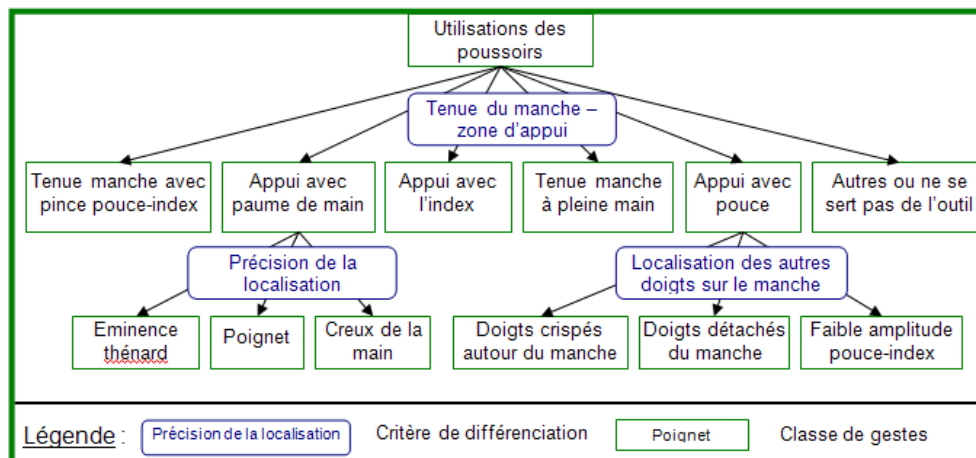 Utilisations des
poussoirs
Tenue du manche –
zone d'appui
Tenue manche avec
pince pouce-index
Appui avec
paume de main
Appui avec
l'index
Tenue manche
à pleine main
Appui avec
pouce
Autres ou ne se
sert pas de l'outil
Précision de la
localisation
Localisation des autres
doigts sur le manche
Eminence
thénard
Poignet
Creux de la
main
Doigts crispés
autour du manche
Doigts détachés
du manche
Faible amplitude
pouce-index
Légende :
Précision de la localisation
Critère de différenciation
Poignet
Classe de gestes